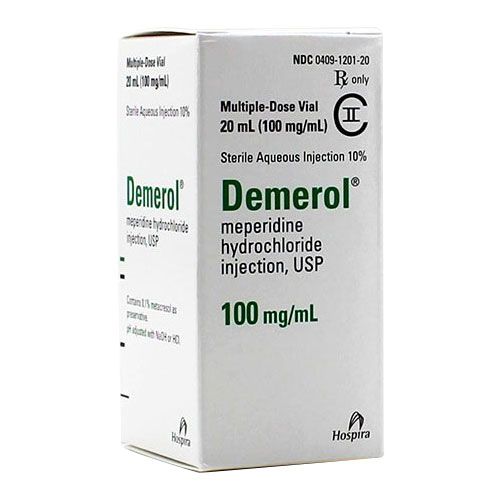 Multiple-Dose Vial
20 mL (100 mg/mL)
Sterile Aqueous Injection 10%
Demerol®
meperidine hydrochloride
injection, USP
Contains 0.1% metacresol as
preservative.
pH adjusted with NaOH or HCl.
NDC 0409-1201-20
Rx only
Multiple-Dose Vial
20 mL (100 mg/mL)
CII
Sterile Aqueous Injection 10%
Demerol®
meperidine
hydrochloride
injection, USP
100 mg/mL
Hospira